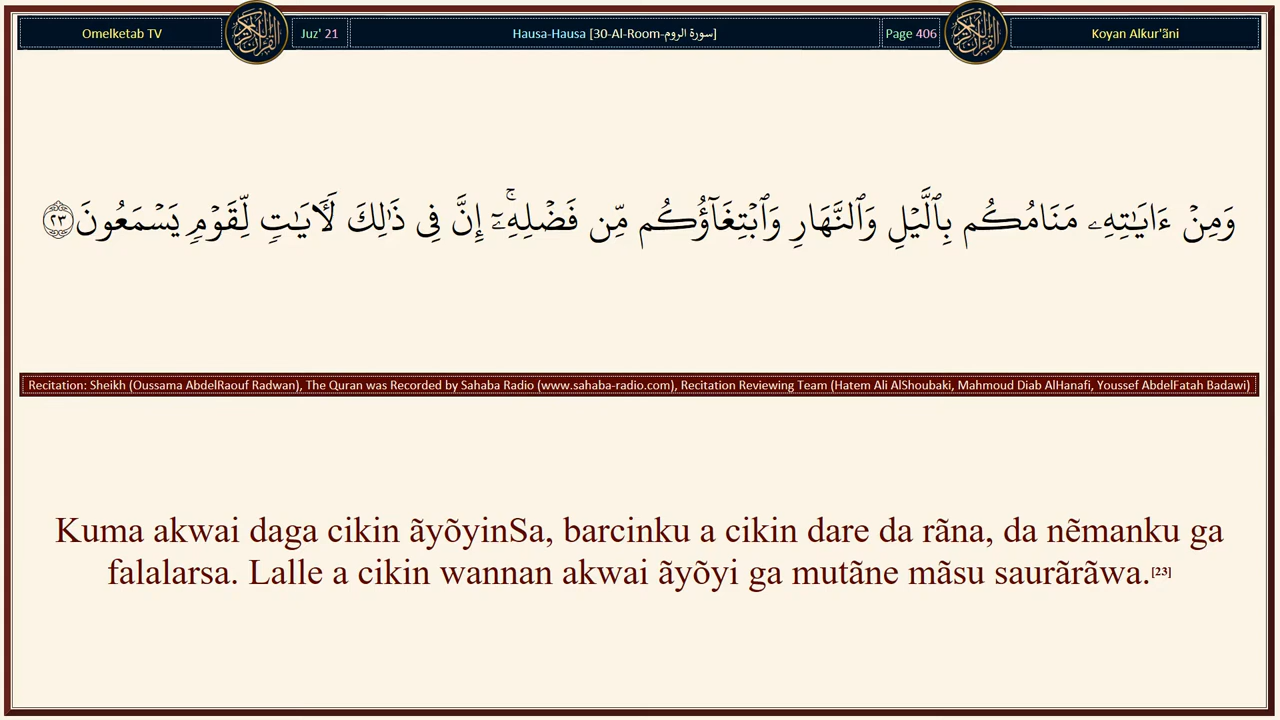 Omelketab TV
Juz' 21
Hausa-Hausa [30-Al-Room-سورة الروم]
Page 406
Koyan Alƙur'ãni
وَمِنْ ءَايَـٰتِهِۦ مَنَامُكُم بِٱلَّيْلِ وَٱلنَّهَارِ وَٱبْتِغَآؤُكُم مِّن فَضْلِهِۦٓ ۚ إِنَّ فِى ذَٰلِكَ لَـَٔايَـٰتٍ لِّقَوْمٍ يَسْمَعُونَ ٢٣
Recitation: Sheikh (Oussama AbdelRaouf Radwan), The Quran was Recorded by Sahaba Radio (www.sahaba-radio.com), Recitation Reviewing Team (Hatem Ali AlShoubaki, Mahmoud Diab AlHanafi, Youssef AbdelFatah Badawi)
Kuma akwai daga cikin ãyõyinSa, barcinku a cikin dare da rãna, da nẽmanku ga
falalarsa. Lalle a cikin wannan akwai ãyõyi ga mutãne mãsu saurãrãwa.[23]